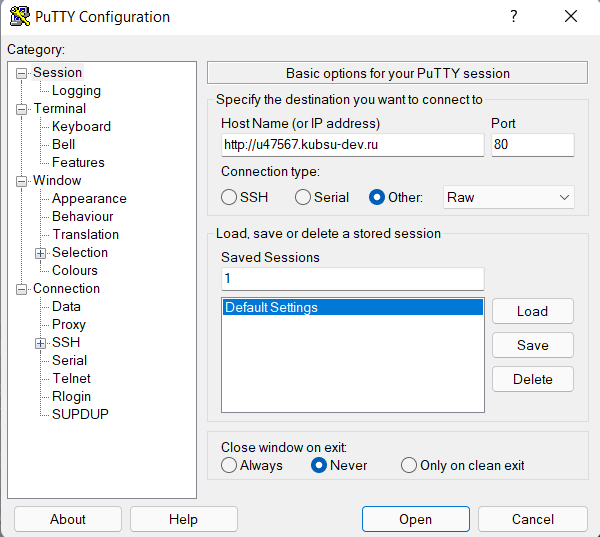 PuTTY Configuration
?
Category:
Session
Logging
Terminal
Keyboard
Bell
Features
Window
Appearance
Behaviour
Translation
Selection
Colours
Connection
Data
Proxy
SSH
Serial
Telnet
Rlogin
SUPDUP
Basic options for your PuTTY session
Specify the destination you want to connect to
Host Name (or IP address) Port
http://u47567.kubsu-dev.ru 80
Connection type:
SSH Serial Other: Raw
Load, save or delete a stored session
Saved Sessions
1
Default Settings
Load
Save
Delete
Close window on exit:
Always Never Only on clean exit
About Help Open Cancel